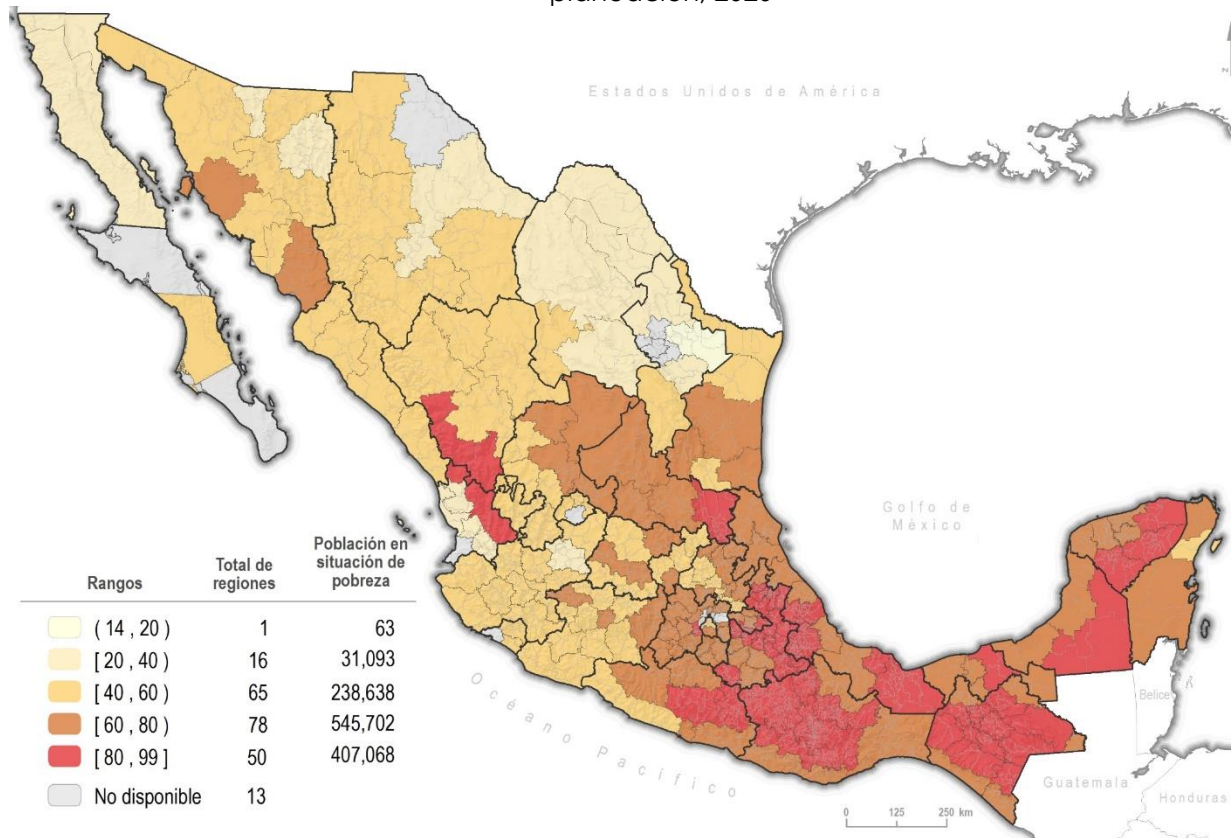 planeación, 2020
Estados Unidos de América
N
Golfo de
México
Océano Pacífico
Belice
Guatemala
Honduras
Rangos Total de regiones Población en situación de pobreza
( 14 , 20 ) 1 63
[ 20 , 40 ) 16 31,093
[ 40 , 60 ) 65 238,638
[ 60 , 80 ) 78 545,702
[ 80 , 99 ] 50 407,068
No disponible 13
0 125 250 km